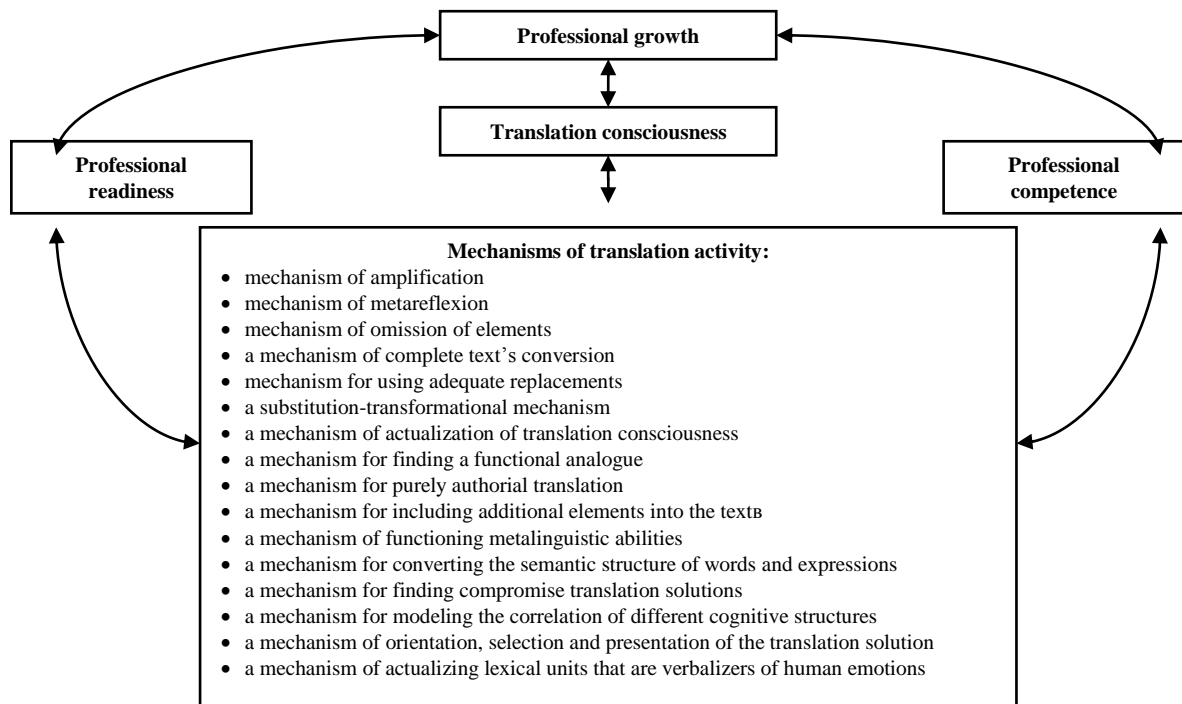 Professional growth
Translation consciousness
Professional
readiness
Professional
competence
Mechanisms of translation activity:
• mechanism of amplification
• mechanism of metareflexion
• mechanism of omission of elements
• a mechanism of complete text’s conversion
• mechanism for using adequate replacements
• a substitution-transformational mechanism
• a mechanism of actualization of translation consciousness
• a mechanism for finding a functional analogue
• a mechanism for purely authorial translation
• a mechanism for including additional elements into the textв
• a mechanism of functioning metalinguistic abilities
• a mechanism for converting the semantic structure of words and expressions
• a mechanism for finding compromise translation solutions
• a mechanism for modeling the correlation of different cognitive structures
• a mechanism of orientation, selection and presentation of the translation solution
• a mechanism of actualizing lexical units that are verbalizers of human emotions